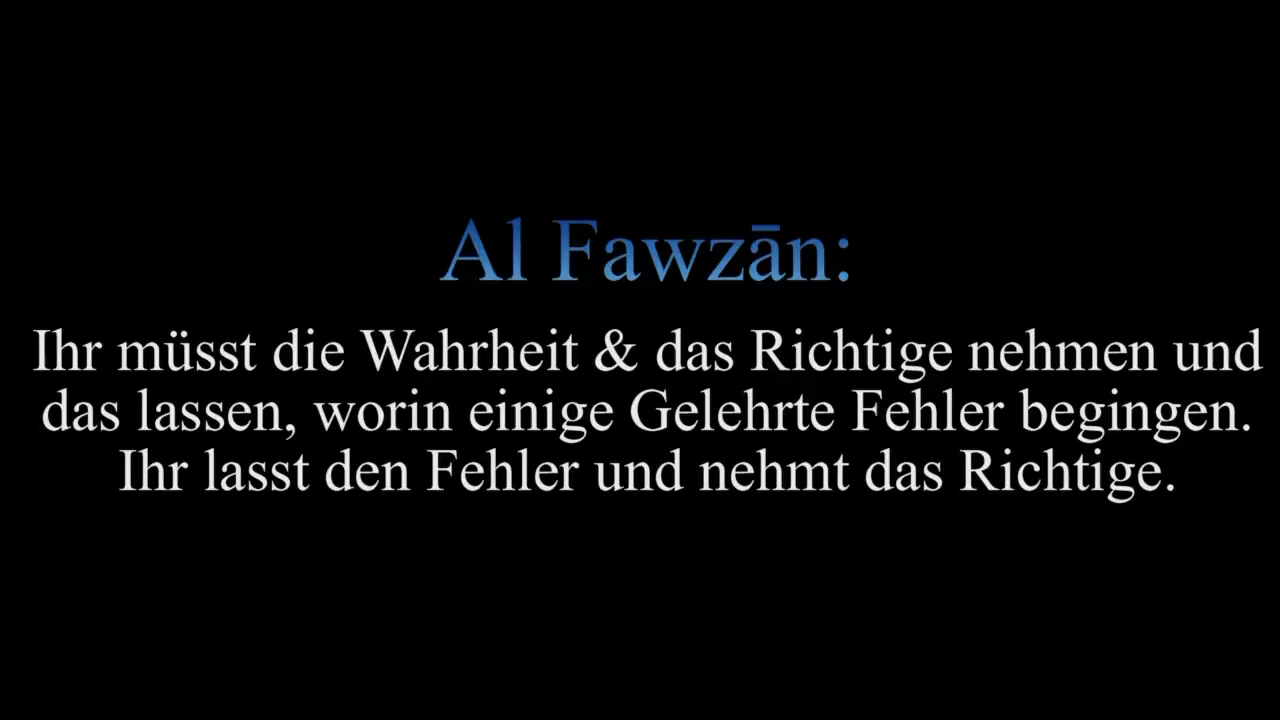 Al Fawzān:
Ihr müsst die Wahrheit & das Richtige nehmen und
das lassen, worin einige Gelehrte Fehler begingen.
Ihr lasst den Fehler und nehmt das Richtige.